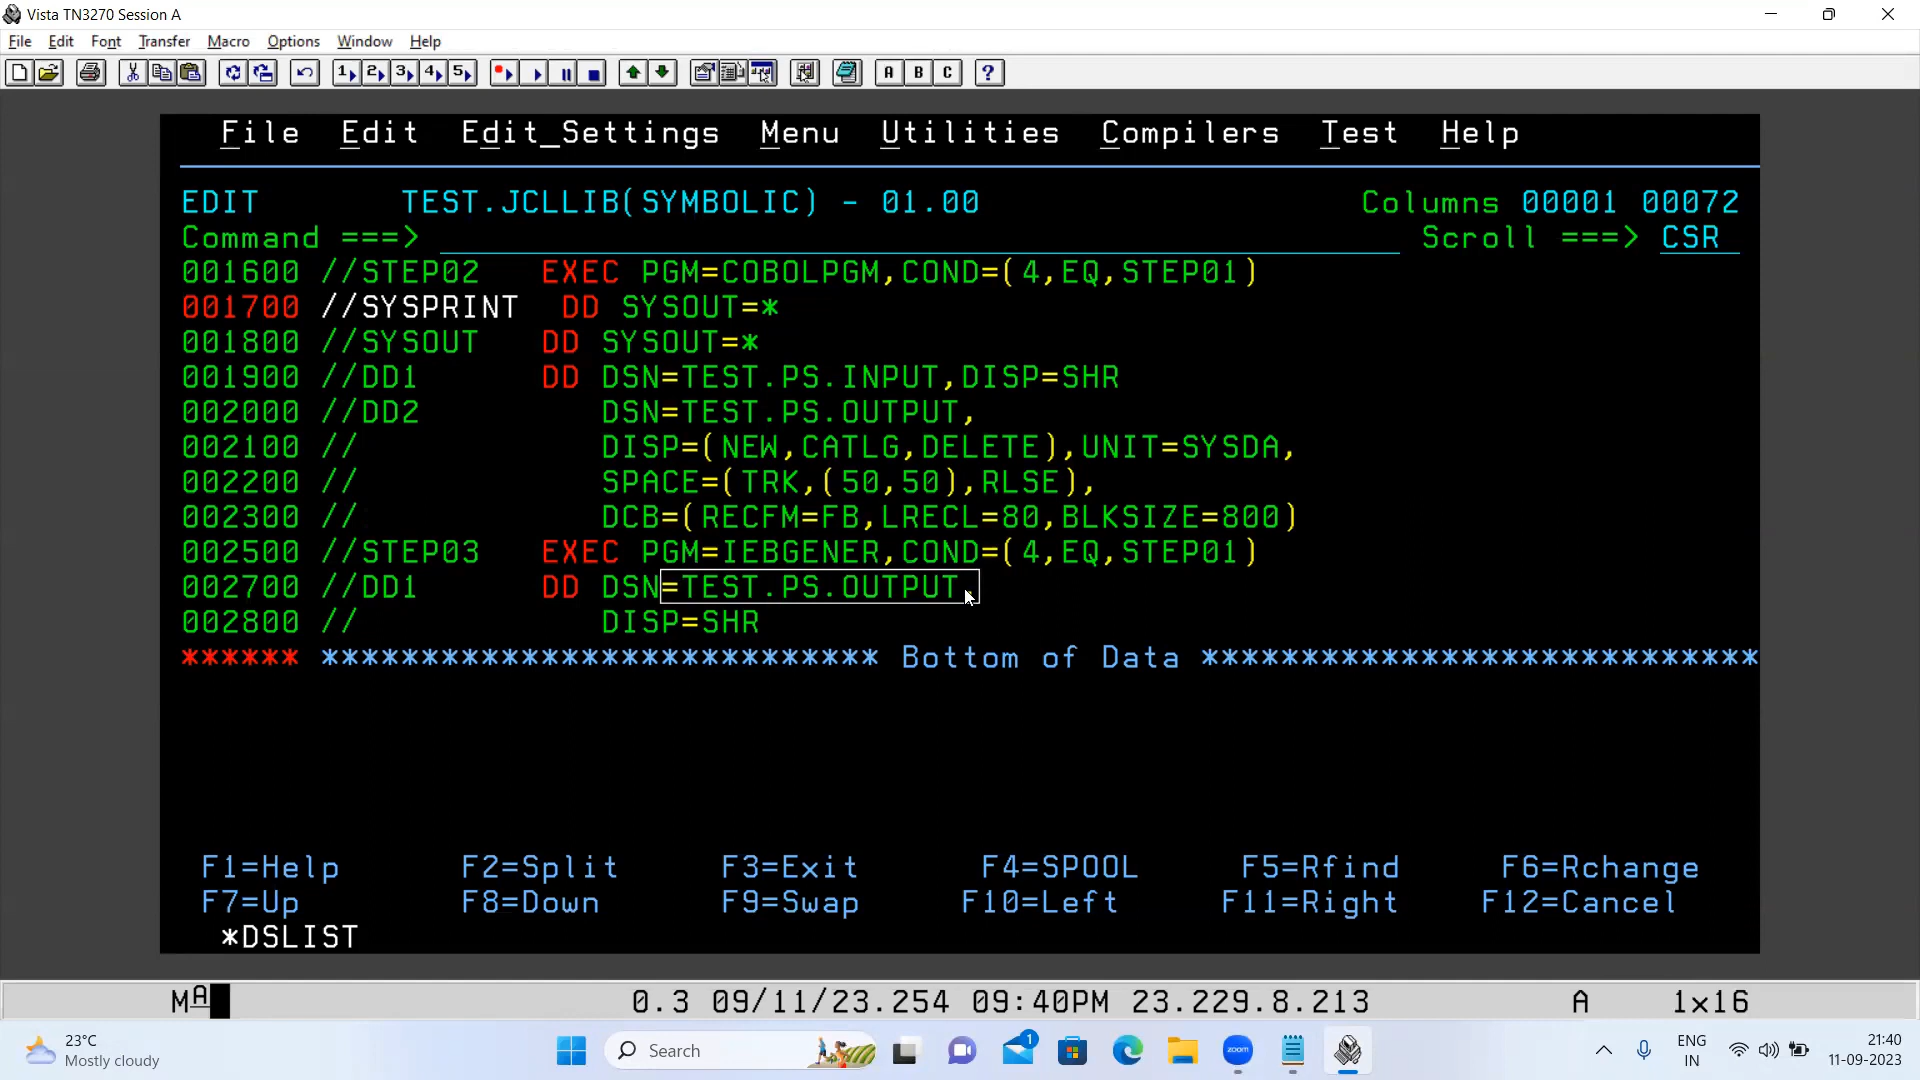 Vista TN3270 Session A
File Edit Font Transfer Macro Options Window Help
1 2 3 4 5 A B C ?
File Edit Edit_Settings Menu Utilities Compilers Test Help
EDIT TEST.JCLLIB(SYMBOLIC) - 01.00 Columns 00001 00072
Command ===> Scroll ===> CSR
001600 //STEP02 EXEC PGM=COBOLPGM,COND=(4,EQ,STEP01)
001700 //SYSPRINT DD SYSOUT=*
001800 //SYSOUT DD SYSOUT=*
001900 //DD1 DD DSN=TEST.PS.INPUT,DISP=SHR
002000 //DD2 DSN=TEST.PS.OUTPUT,
002100 // DISP=(NEW,CATLG,DELETE),UNIT=SYSDA,
002200 // SPACE=(TRK,(50,50),RLSE),
002300 // DCB=(RECFM=FB,LRECL=80,BLKSIZE=800)
002500 //STEP03 EXEC PGM=IEBGENER,COND=(4,EQ,STEP01)
002700 //DD1 DD DSN=TEST.PS.OUTPUT,
002800 // DISP=SHR
****** **************************** Bottom of Data ****************************
F1=Help F2=Split F3=Exit F4=SPOOL F5=Rfind F6=Rchange
F7=Up F8=Down F9=Swap F10=Left F11=Right F12=Cancel
*DSLIST
MA 0.3 09/11/23.254 09:40PM 23.229.8.213 A 1x16
23°C
Mostly cloudy
Search
1
zoom
ENG
IN
21:40
11-09-2023